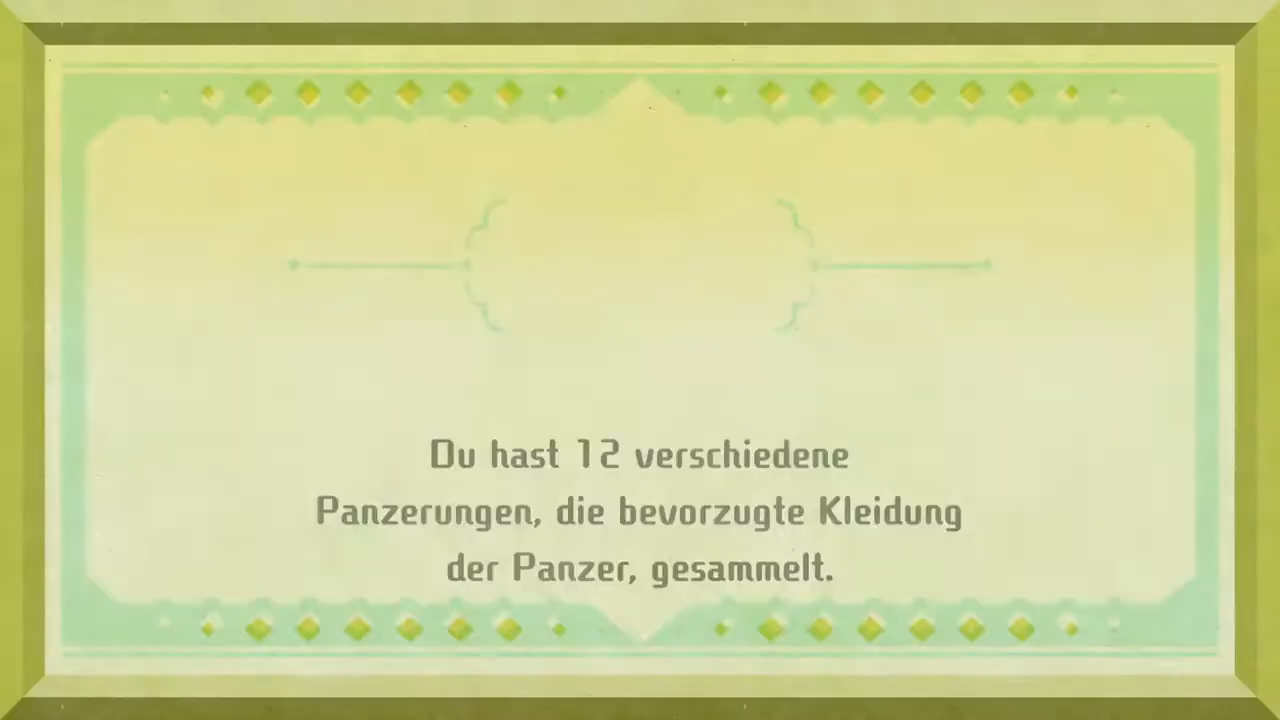 Du hast 12 verschiedene
Panzerungen, die bevorzugte Kleidung
der Panzer, gesammelt.